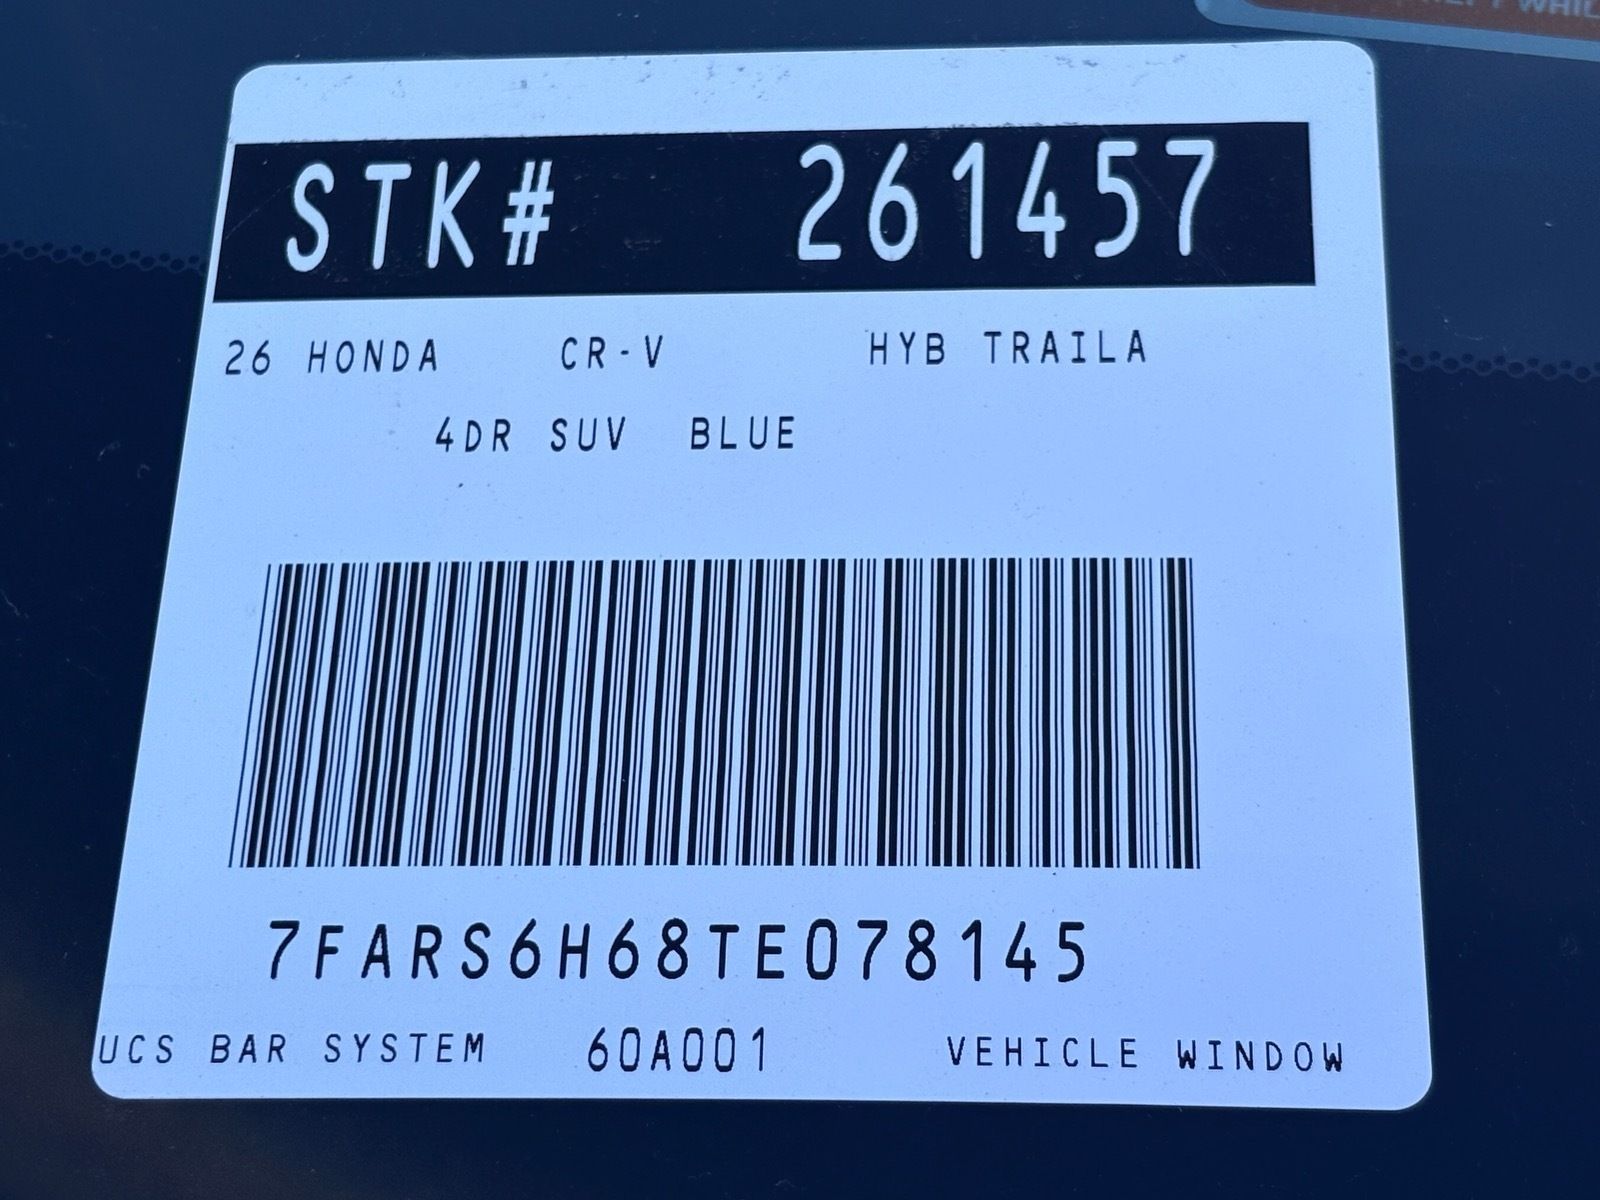 STK# 261457
26 HONDA CR-V HYB TRAILA
4DR SUV BLUE
7FARS6H68TE078145
UCS BAR SYSTEM 60A001 VEHICLE WINDOW